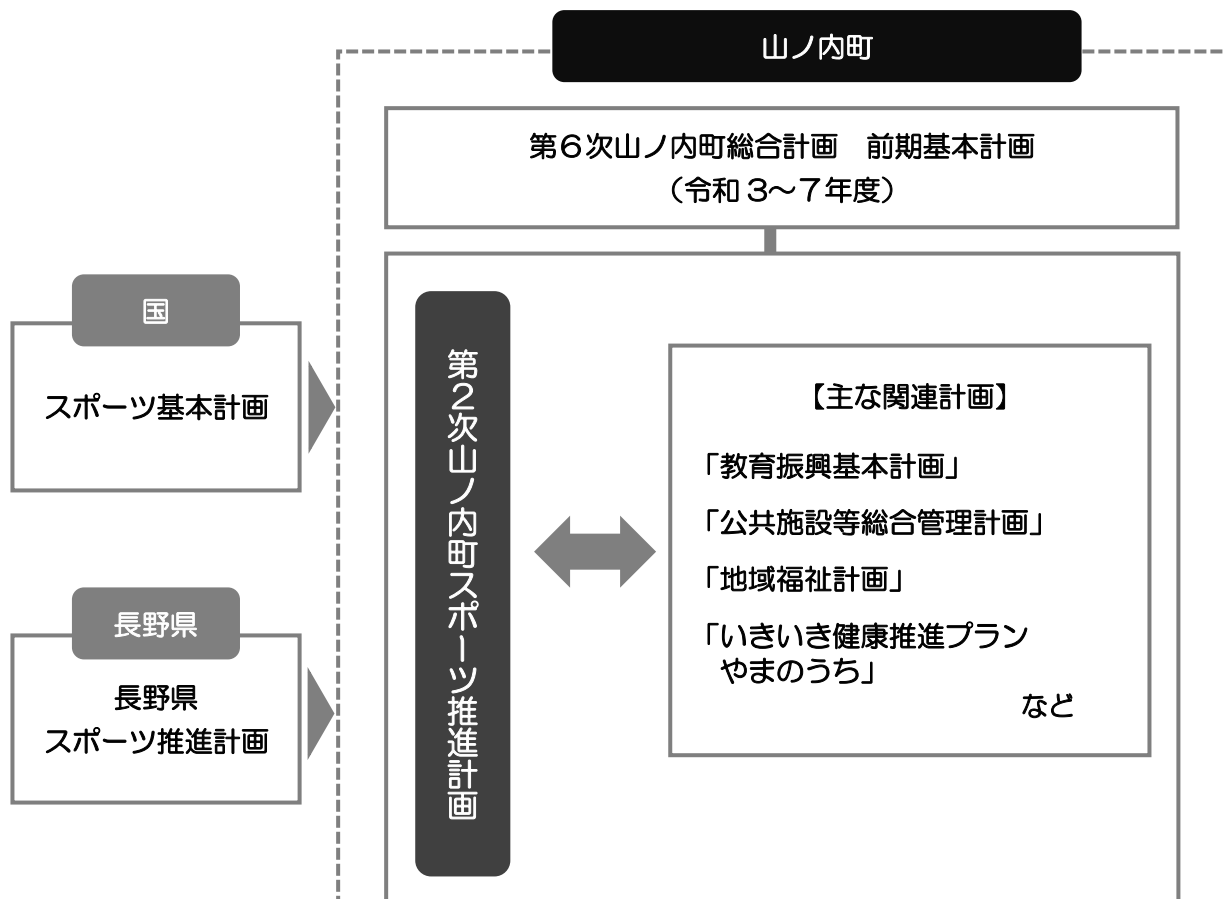 山ノ内町
第６次山ノ内町総合計画　前期基本計画
（令和３～７年度）
国
スポーツ基本計画
長野県
長野県
スポーツ推進計画
第２次山ノ内町スポーツ推進計画
【主な関連計画】
「教育振興基本計画」
「公共施設等総合管理計画」
「地域福祉計画」
「いきいき健康推進プラン
やまのうち」
など